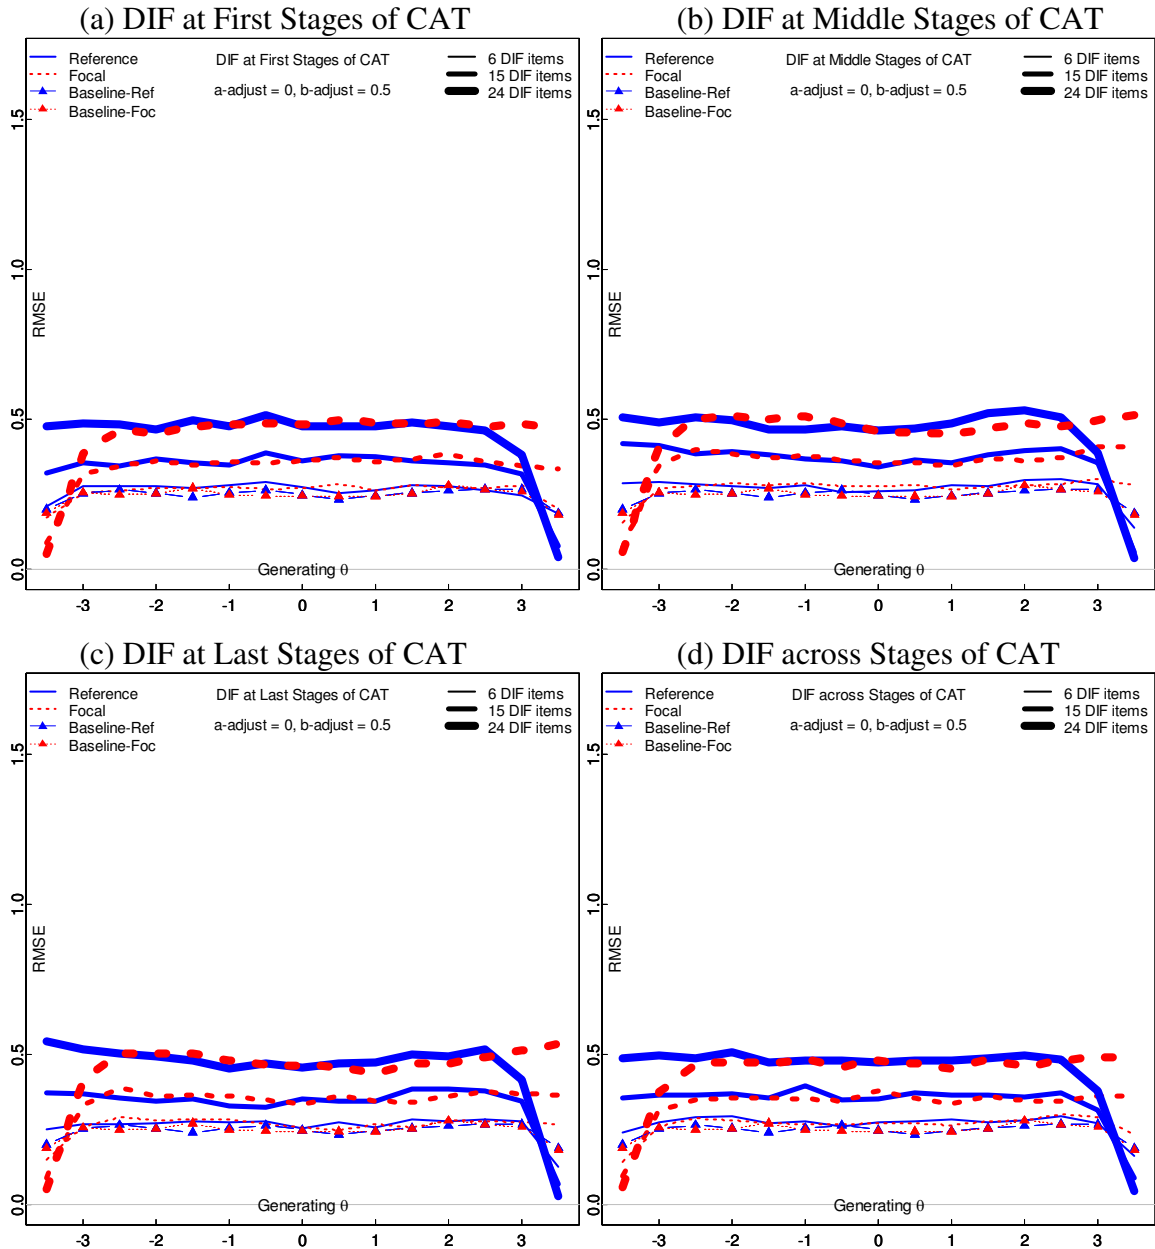 (a) DIF at First Stages of CAT
Reference
Focal
Baseline-Ref
Baseline-Foc
DIF at First Stages of CAT
a-adjust = 0, b-adjust = 0.5
6 DIF items
15 DIF items
24 DIF items
RMSE
0.0
0.5
1.0
1.5
Generating θ
-3 -2 -1 0 1 2 3
(b) DIF at Middle Stages of CAT
Reference
Focal
Baseline-Ref
Baseline-Foc
DIF at Middle Stages of CAT
a-adjust = 0, b-adjust = 0.5
6 DIF items
15 DIF items
24 DIF items
RMSE
0.0
0.5
1.0
1.5
Generating θ
-3 -2 -1 0 1 2 3
(c) DIF at Last Stages of CAT
Reference
Focal
Baseline-Ref
Baseline-Foc
DIF at Last Stages of CAT
a-adjust = 0, b-adjust = 0.5
6 DIF items
15 DIF items
24 DIF items
RMSE
0.0
0.5
1.0
1.5
Generating θ
-3 -2 -1 0 1 2 3
(d) DIF across Stages of CAT
Reference
Focal
Baseline-Ref
Baseline-Foc
DIF across Stages of CAT
a-adjust = 0, b-adjust = 0.5
6 DIF items
15 DIF items
24 DIF items
RMSE
0.0
0.5
1.0
1.5
Generating θ
-3 -2 -1 0 1 2 3